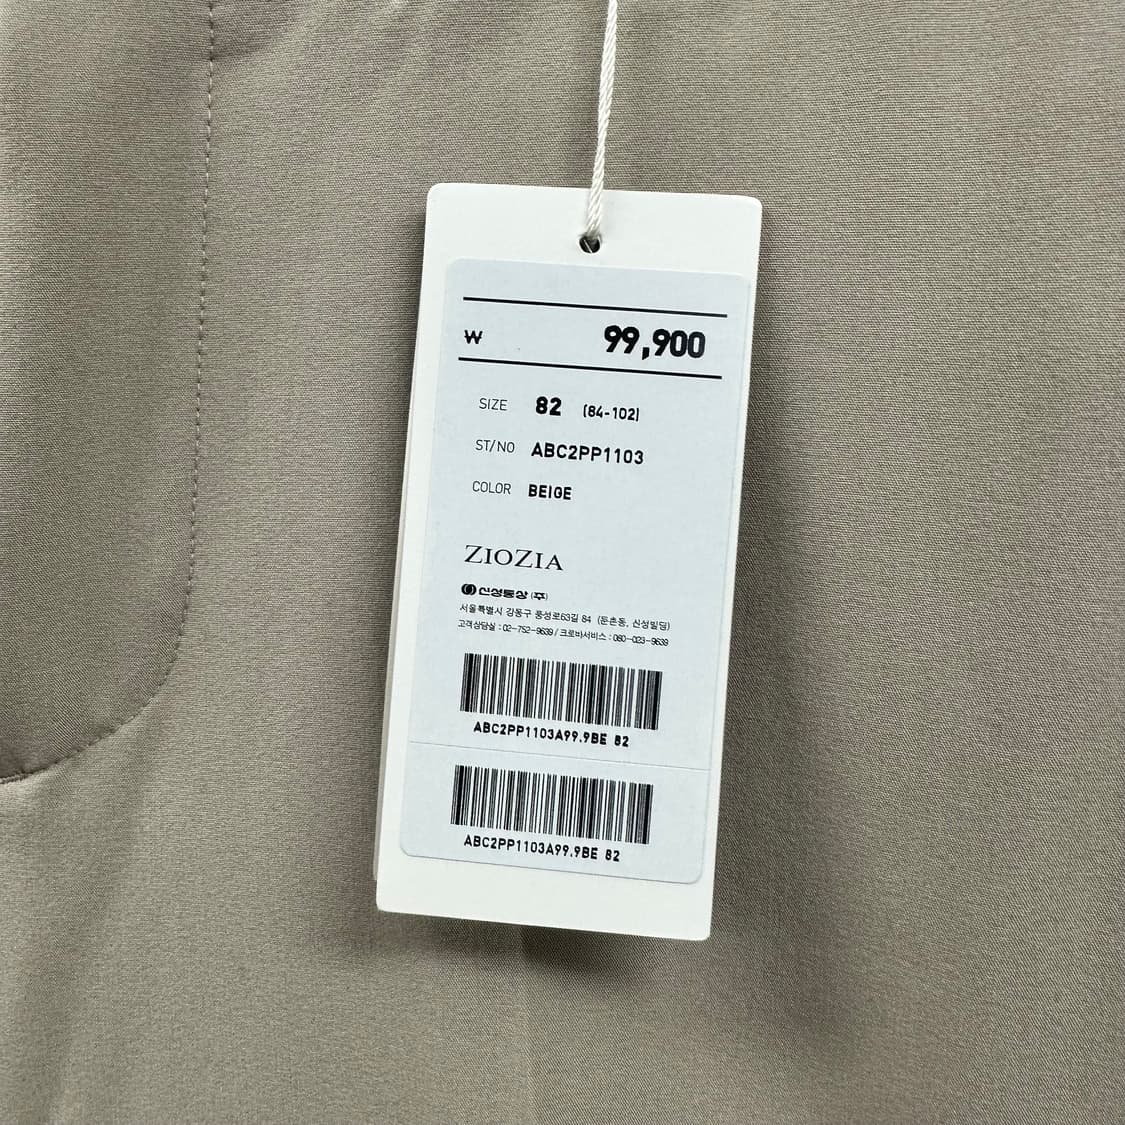 ₩ 99,900
SIZE 82 (84-102)
ST/NO ABC2PP1103
COLOR BEIGE
ZIOZIA
신성통상(주)
서울특별시 강동구 풍성로63길 84 (둔촌동, 신성빌딩)
고객상담실 : 02-752-9639 / 크로바서비스 : 080-023-9639
ABC2PP1103A99.9BE 82
ABC2PP1103A99.9BE 82